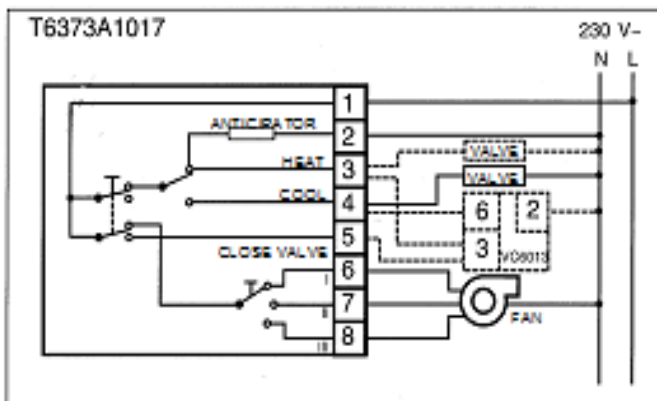 T6373A1017
230 V~
N L
1
ANTICIPATOR
2
HEAT
3
VALVE
VALVE
COOL
4
6
2
5
3
VC6013
CLOSE VALVE
6
I
7
II
FAN
8
III